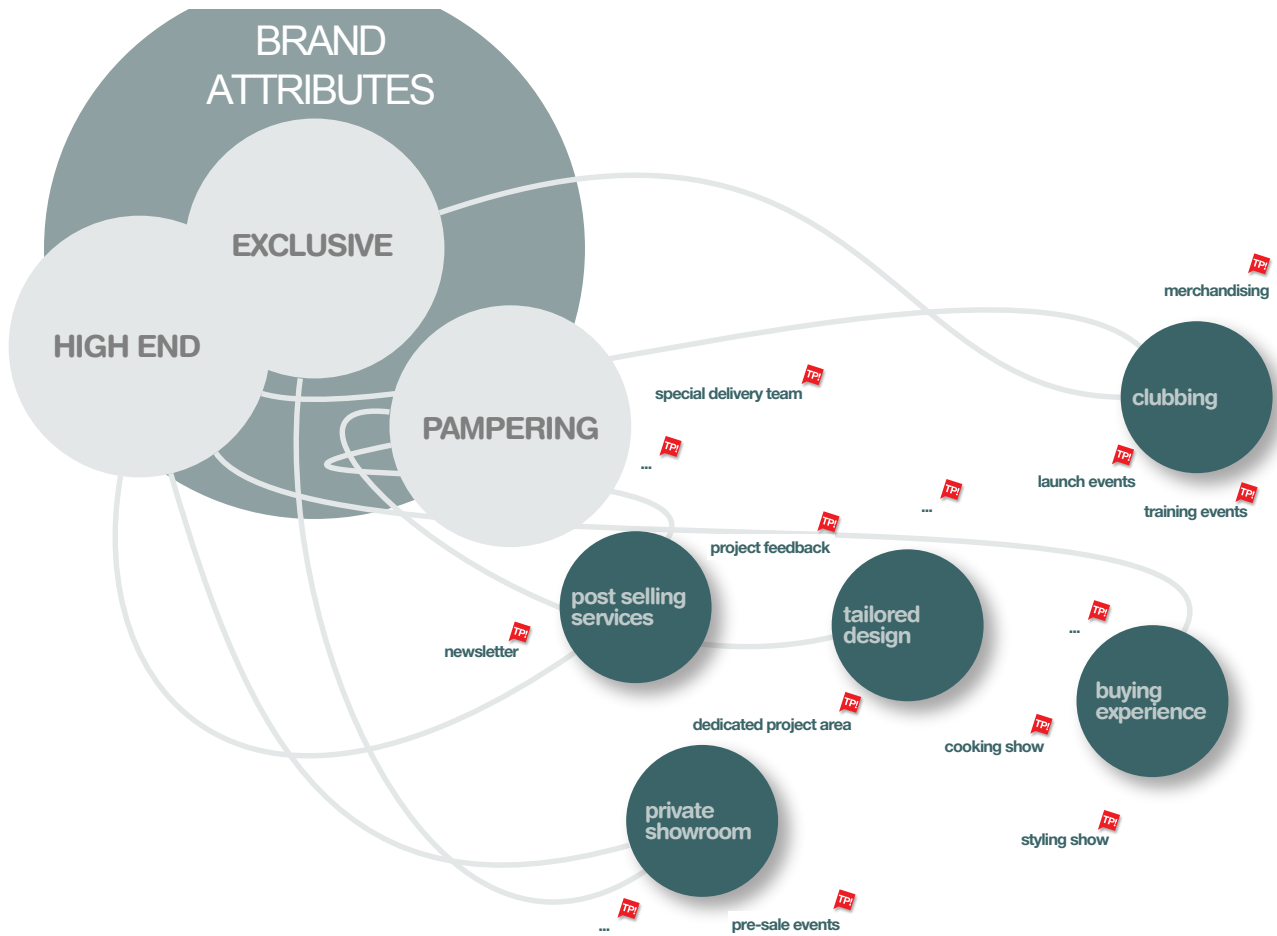 BRAND
ATTRIBUTES
EXCLUSIVE
HIGH END
PAMPERING
TP!
merchandising
clubbing
TP!
special delivery team
TP!
...
TP!
launch events
TP!
training events
TP!
...
TP!
project feedback
post selling
services
tailored
design
TP!
newsletter
TP!
...
buying
experience
TP!
dedicated project area
TP!
cooking show
private
showroom
TP!
styling show
TP!
...
TP!
pre-sale events